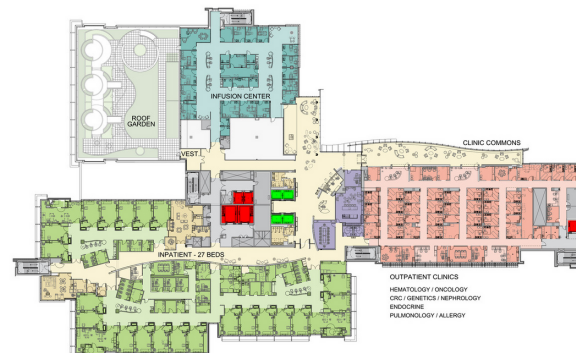 INFUSION CENTER
ROOF
GARDEN
VEST
CLINIC COMMONS
INPATIENT - 27 BEDS
OUTPATIENT CLINICS
HEMATOLOGY / ONCOLOGY
CRC / GENETICS / NEPHROLOGY
ENDOCRINE
PULMONOLOGY / ALLERGY